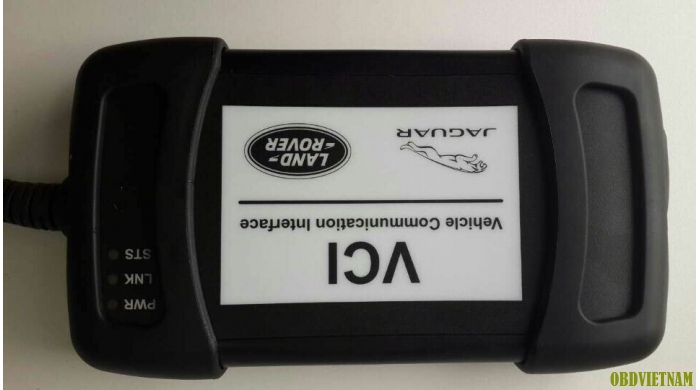 VCI
Vehicle Communication Interface
JAGUAR
LAND-
-ROVER
PWR
LNK
STS
OBDVIETNAM